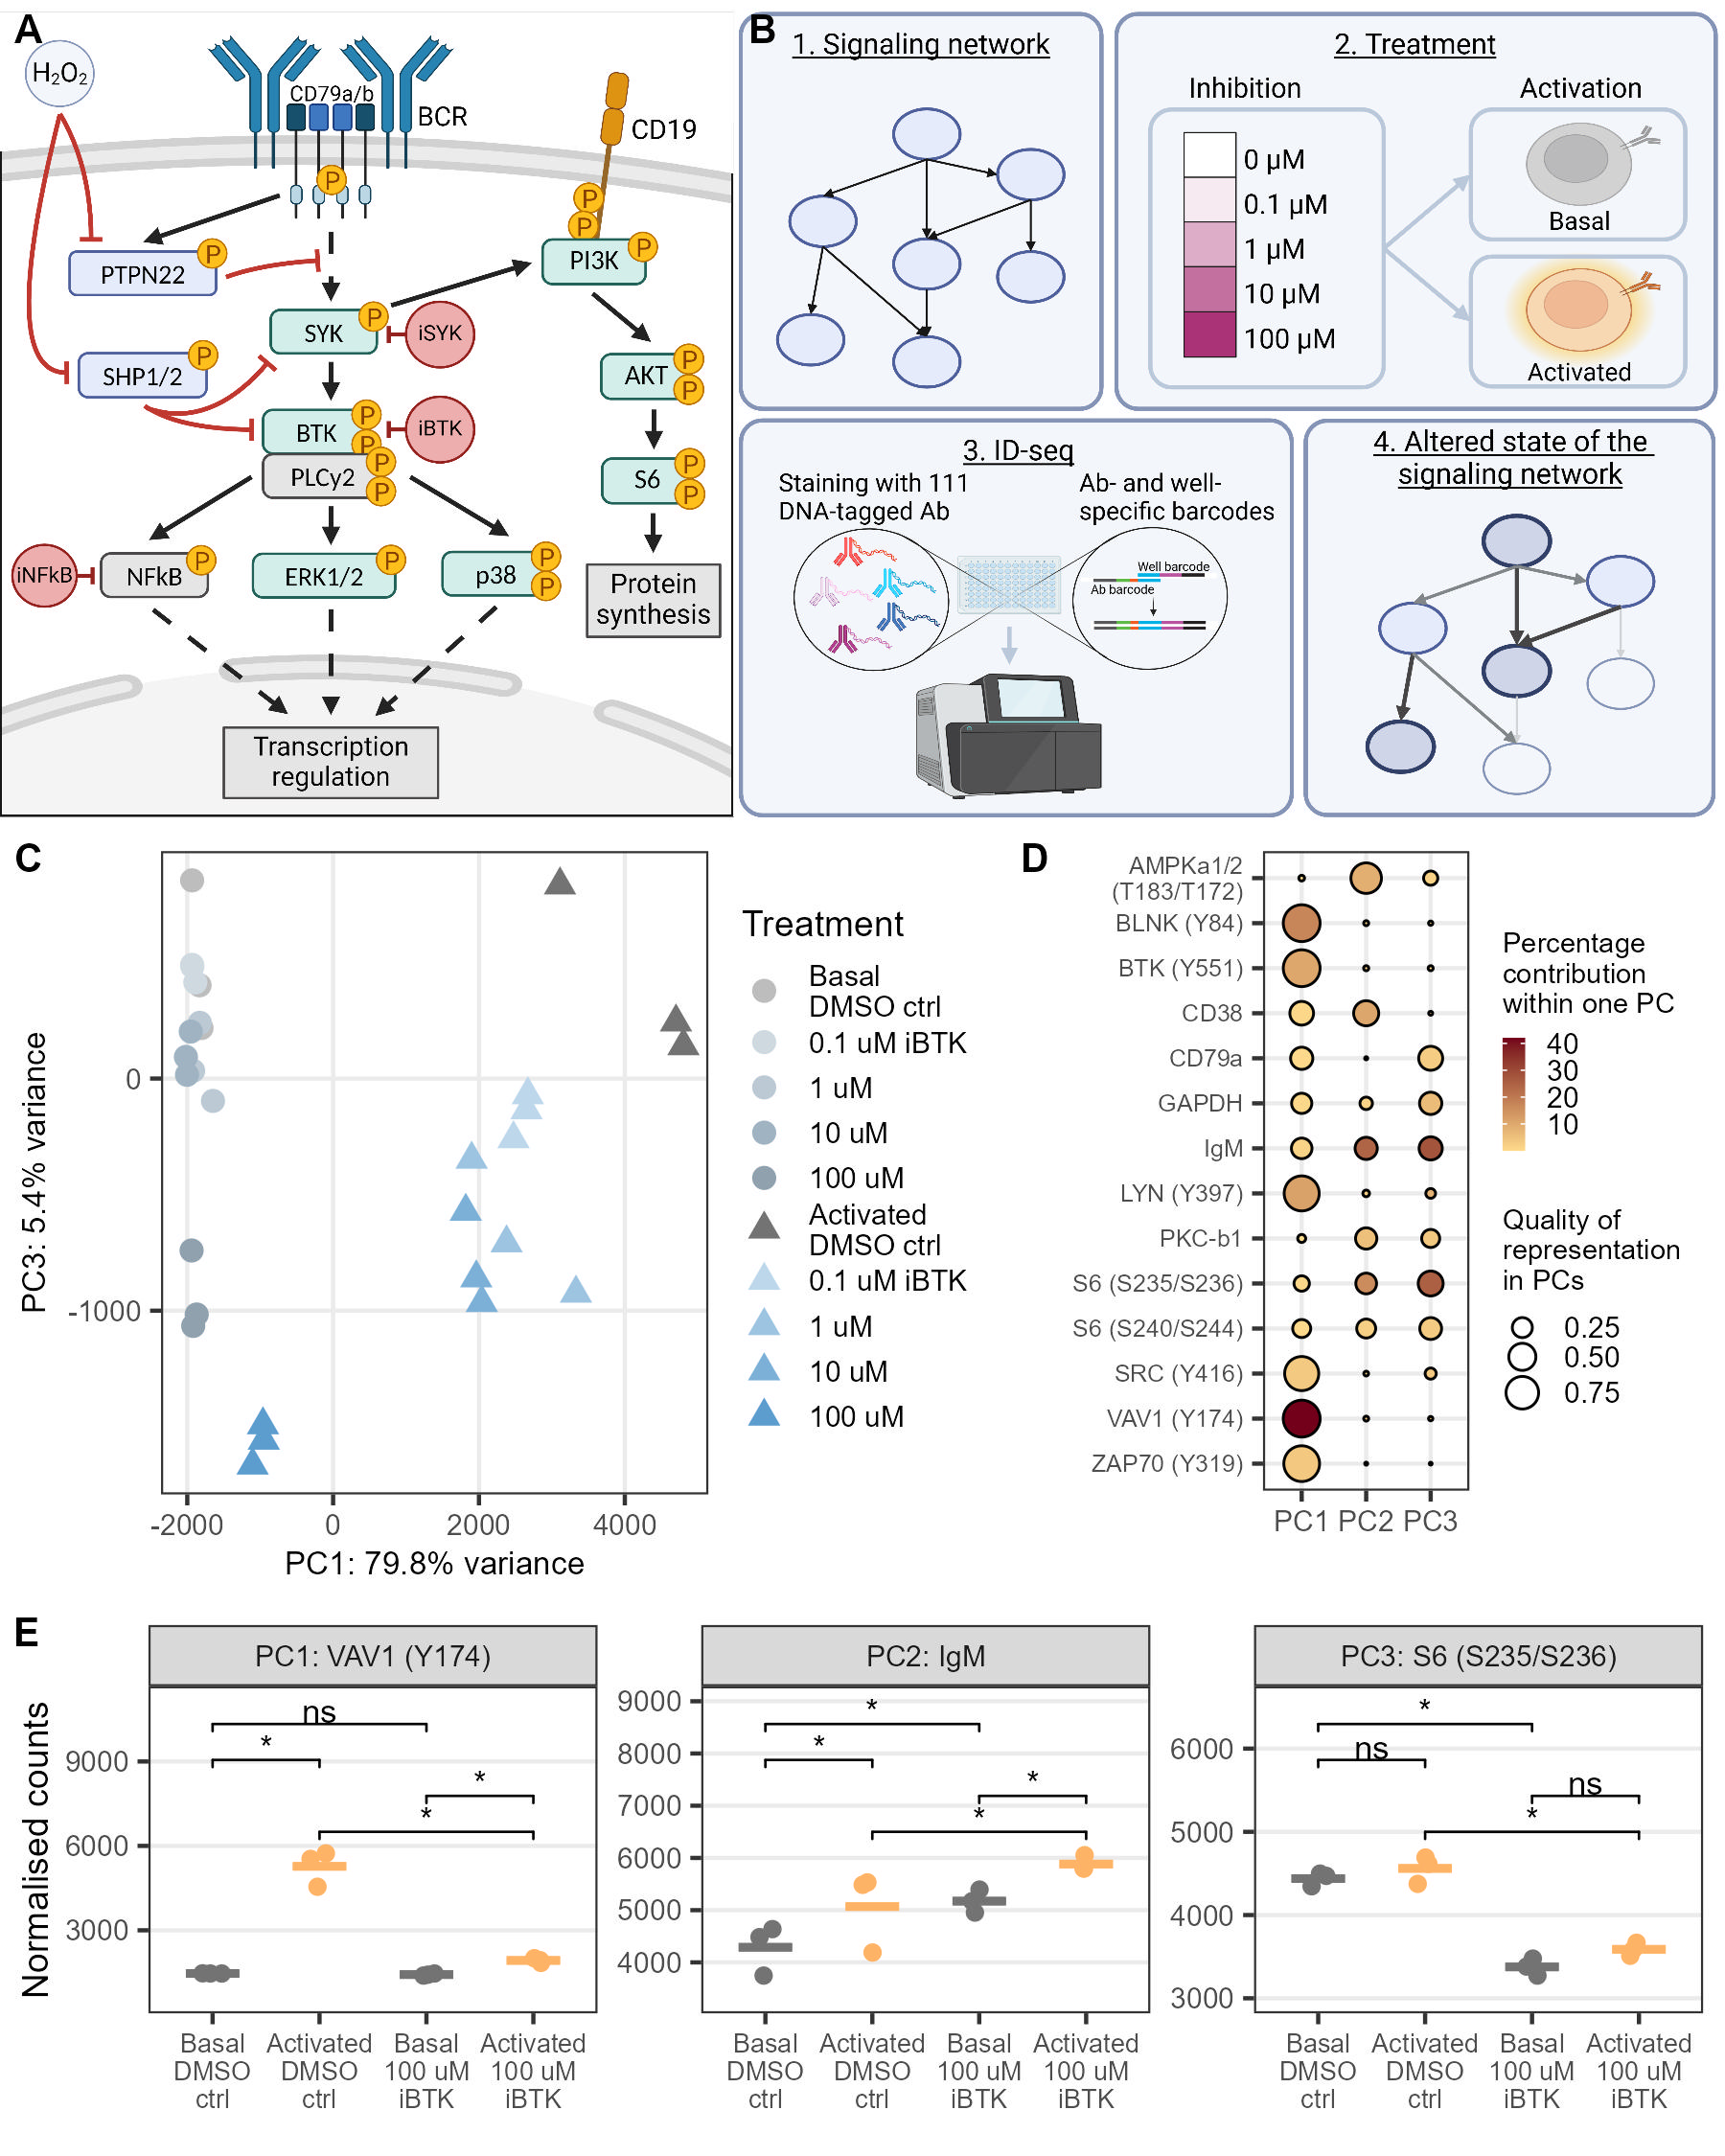 A
H₂O₂
CD79a/b
BCR
CD19
P
P
P
PTPN22
P
PI3K
P
SYK
P
iSYK
SHP1/2
P
AKT
P
P
BTK
P
P
iBTK
PLCy2
P
P
S6
P
P
iNFkB
NFkB
P
ERK1/2
P
p38
P
P
Protein
synthesis
Transcription
regulation
B
1. Signaling network
2. Treatment
Inhibition
Activation
0 µM
0.1 µM
1 µM
10 µM
100 µM
Basal
Activated
3. ID-seq
Staining with 111
DNA-tagged Ab
Ab- and well-
specific barcodes
Well barcode
Ab barcode
4. Altered state of the
signaling network
C
PC3: 5.4% variance
0
-1000
-2000
0
2000
4000
PC1: 79.8% variance
Treatment
Basal
DMSO ctrl
0.1 uM iBTK
1 uM
10 uM
100 uM
Activated
DMSO ctrl
0.1 uM iBTK
1 uM
10 uM
100 uM
D
AMPKa1/2
(T183/T172)
BLNK (Y84)
BTK (Y551)
CD38
CD79a
GAPDH
IgM
LYN (Y397)
PKC-b1
S6 (S235/S236)
S6 (S240/S244)
SRC (Y416)
VAV1 (Y174)
ZAP70 (Y319)
PC1 PC2 PC3
Percentage
contribution
within one PC
40
30
20
10
Quality of
representation
in PCs
0.25
0.50
0.75
E
Normalised counts
PC1: VAV1 (Y174)
ns
*
*
*
9000
6000
3000
Basal
DMSO
ctrl
Activated
DMSO
ctrl
Basal
100 uM
iBTK
Activated
100 uM
iBTK
PC2: IgM
*
*
*
*
9000
8000
7000
6000
5000
4000
Basal
DMSO
ctrl
Activated
DMSO
ctrl
Basal
100 uM
iBTK
Activated
100 uM
iBTK
PC3: S6 (S235/S236)
*
ns
ns
*
6000
5000
4000
3000
Basal
DMSO
ctrl
Activated
DMSO
ctrl
Basal
100 uM
iBTK
Activated
100 uM
iBTK